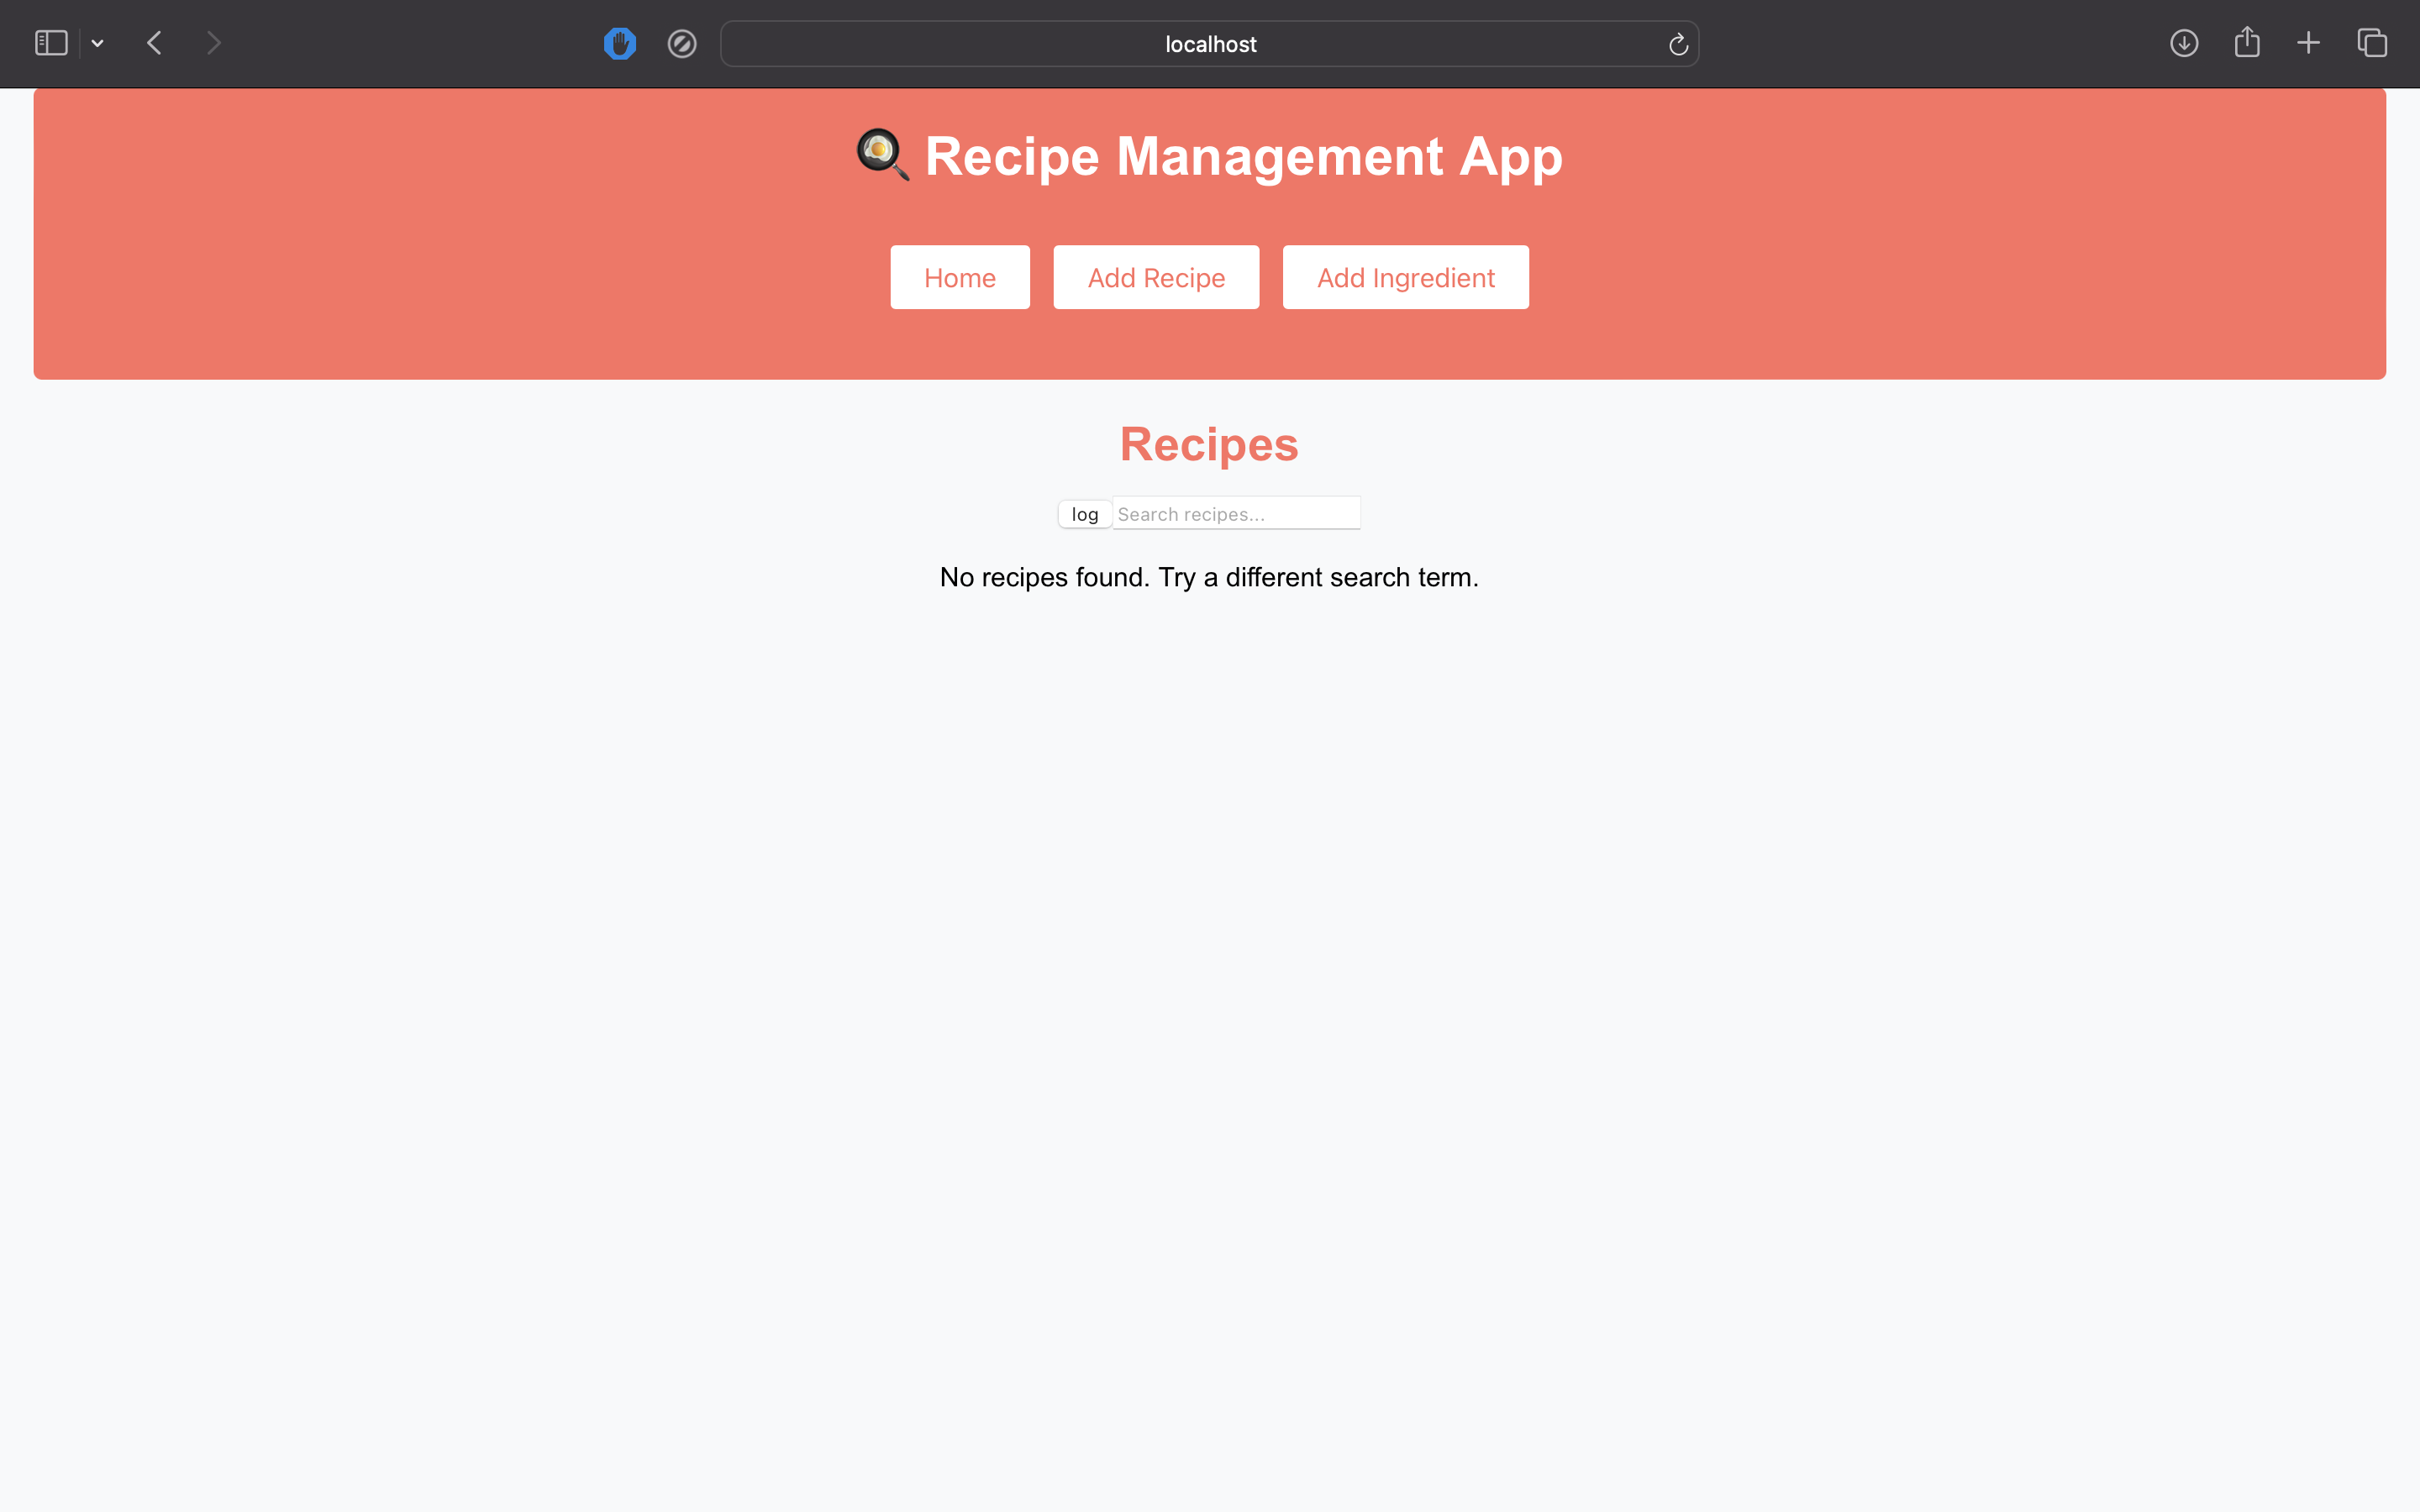 localhost
🍳 Recipe Management App
Home Add Recipe Add Ingredient
Recipes
log Search recipes...
No recipes found. Try a different search term.